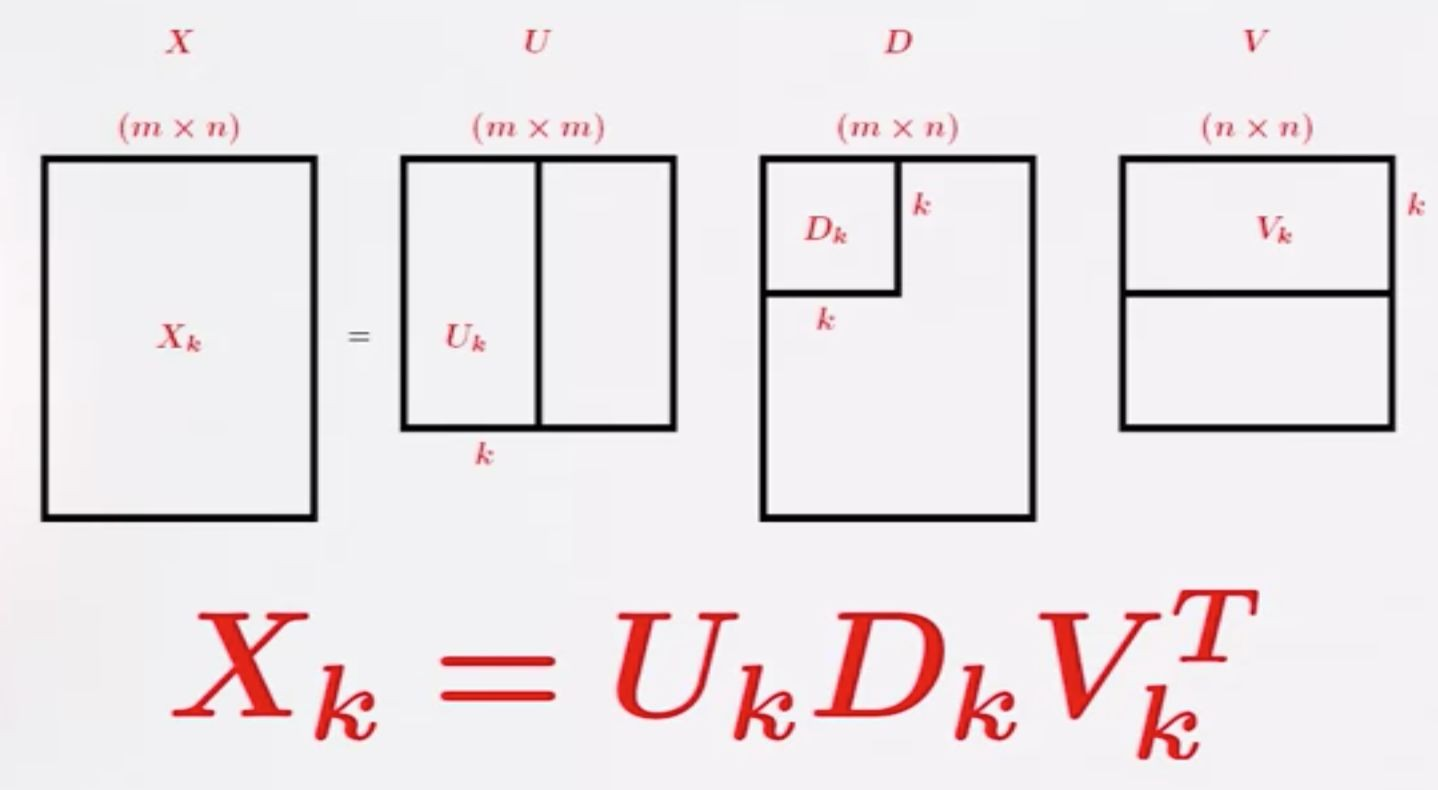 X U D V
(m × n) (m × m) (m × n) (n × n)
k k
D_k V_k
k
X_k = U_k
k
X_k = U_k D_k V_k^T